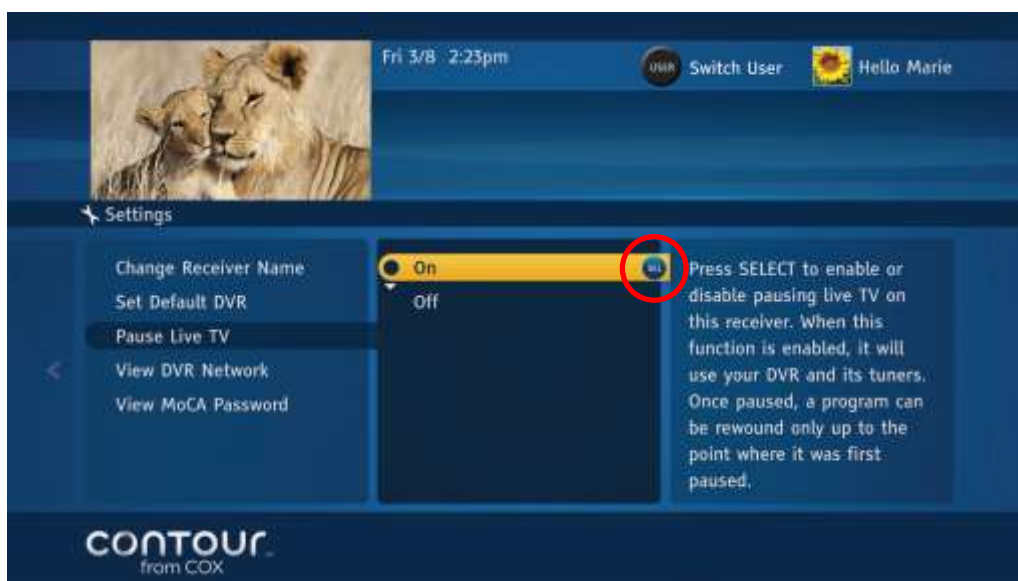 Fri 3/8 2:23pm
USER Switch User
Hello Marie
Settings
Change Receiver Name
Set Default DVR
Pause Live TV
View DVR Network
View MoCA Password
On
SEL
Off
Press SELECT to enable or
disable pausing live TV on
this receiver. When this
function is enabled, it will
use your DVR and its tuners.
Once paused, a program can
be rewound only up to the
point where it was first
paused.
contour
from COX